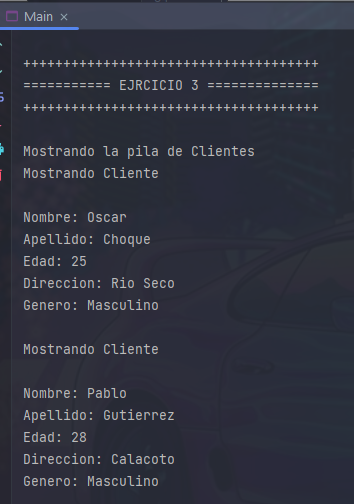 Main
+++++++++++++++++++++++++++++++++++++
=========== EJRCICIO 3 ==============
+++++++++++++++++++++++++++++++++++++
Mostrando la pila de Clientes
Mostrando Cliente
Nombre: Oscar
Apellido: Choque
Edad: 25
Direccion: Rio Seco
Genero: Masculino
Mostrando Cliente
Nombre: Pablo
Apellido: Gutierrez
Edad: 28
Direccion: Calacoto
Genero: Masculino